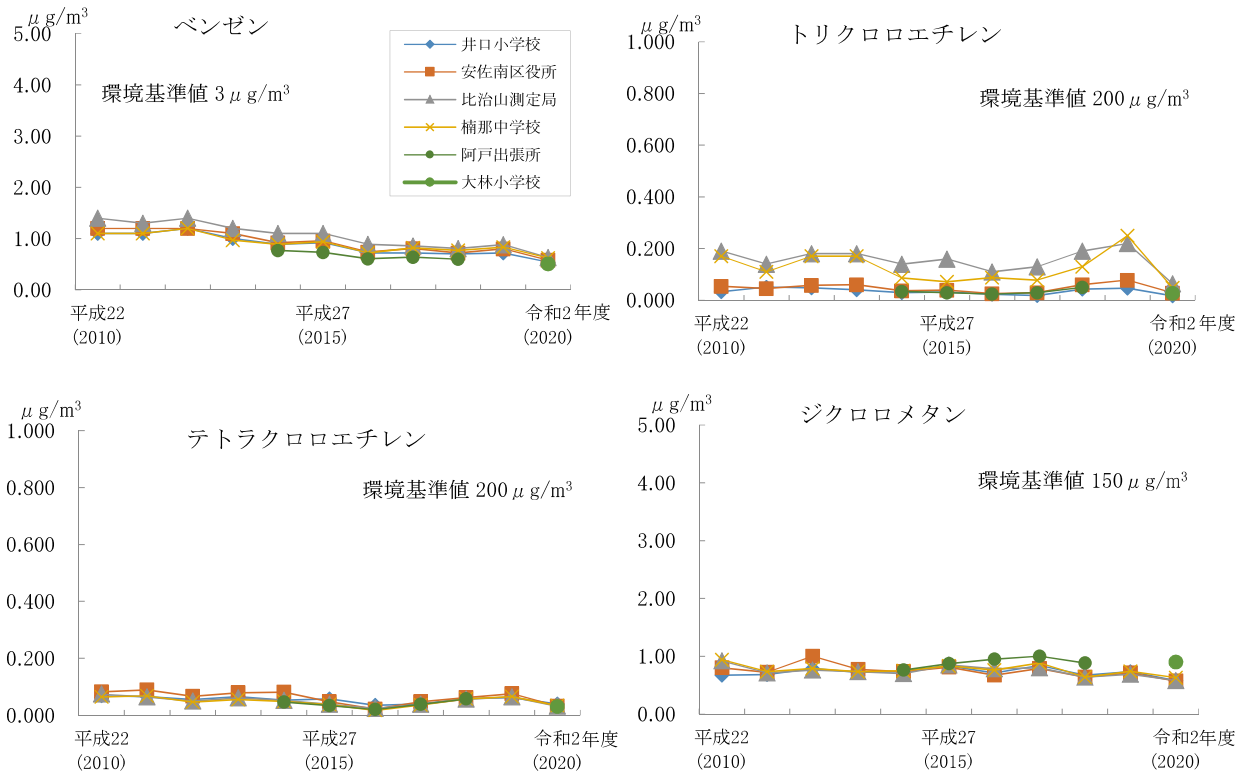 μg/m³
ベンゼン
5.00
4.00
3.00
2.00
1.00
0.00
環境基準値 3μg/m³
井口小学校
安佐南区役所
比治山測定局
楠那中学校
阿戸出張所
大林小学校
平成22
(2010)
平成27
(2015)
令和2年度
(2020)
μg/m³
トリクロロエチレン
1.000
0.800
0.600
0.400
0.200
0.000
環境基準値 200μg/m³
平成22
(2010)
平成27
(2015)
令和2年度
(2020)
μg/m³
テトラクロロエチレン
1.000
0.800
0.600
0.400
0.200
0.000
環境基準値 200μg/m³
平成22
(2010)
平成27
(2015)
令和2年度
(2020)
μg/m³
ジクロロメタン
5.00
4.00
3.00
2.00
1.00
0.00
環境基準値 150μg/m³
平成22
(2010)
平成27
(2015)
令和2年度
(2020)